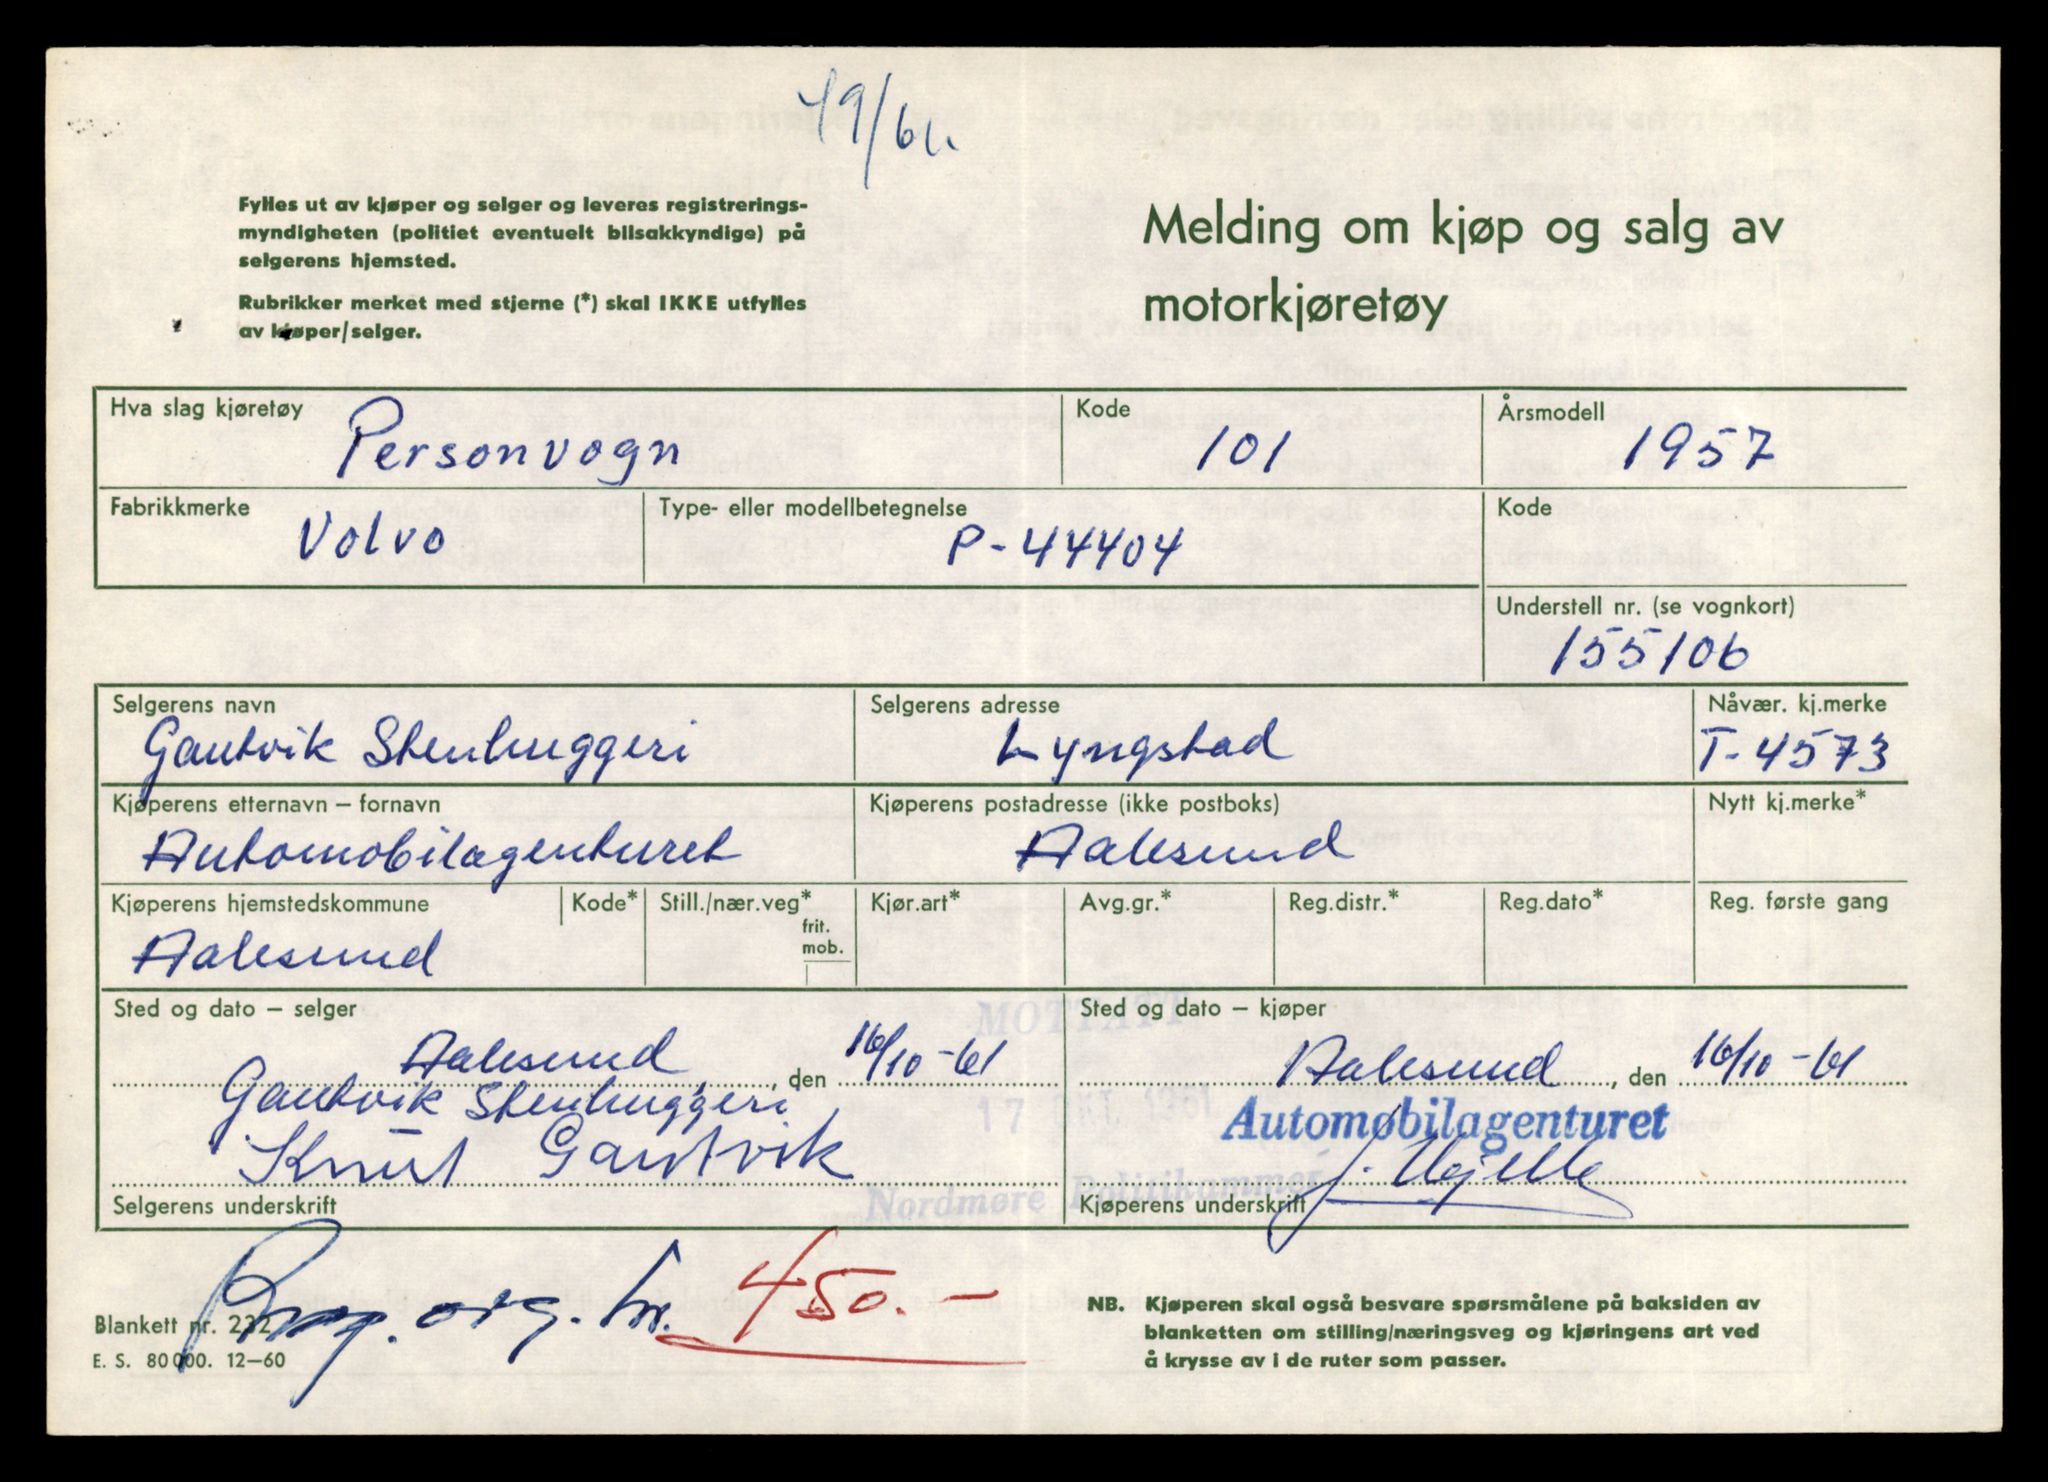 49/61.
Fylles ut av kjøper og selger og leveres registrerings-
myndigheten (politiet eventuelt bilsakkyndige) på
selgerens hjemsted.
Rubrikker merket med stjerne (*) skal IKKE utfylles
av kjøper/selger.
Melding om kjøp og salg av
motorkjøretøy
Hva slag kjøretøy
Personvogn
Kode
101
Årsmodell
1957
Fabrikkmerke
Volvo
Type- eller modellbetegnelse
P-44404
Kode
Understell nr. (se vognkort)
155106
Selgerens navn
Gautvik Stenhuggeri
Selgerens adresse
Lyngstad
Nåvær. kj.merke
T-4573
Kjøperens etternavn – fornavn
Automobilagenturet
Kjøperens postadresse (ikke postboks)
Aalesund
Nytt kj.merke*
Kjøperens hjemstedskommune
Aalesund
Kode*
Still./nær.veg*
frit.
mob.
Kjør.art*
Avg.gr.*
Reg.distr.*
Reg.dato*
Reg. første gang
Sted og dato – selger
Aalesund, den 16/10-61
Gautvik Stenhuggeri
Knut Gautvik
Selgerens underskrift
MOTTATT
17 OKT. 1961
Nordmøre Politikammer
Sted og dato – kjøper
Aalesund, den 16/10-61
Automobilagenturet
Kjøperens underskrift
org. 450.-
Blankett nr. 232
E. S. 80000. 12–60
NB. Kjøperen skal også besvare spørsmålene på baksiden av
blanketten om stilling/næringsveg og kjøringens art ved
å krysse av i de ruter som passer.